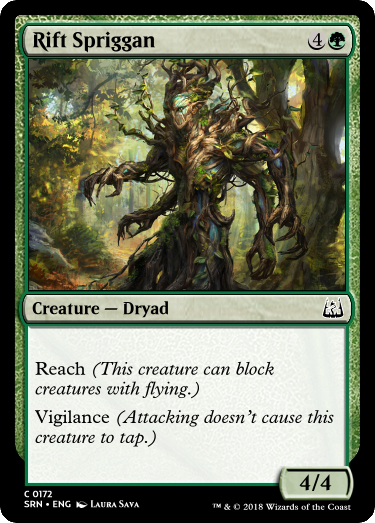 Rift Spriggan 4
Creature — Dryad
Reach (This creature can block
creatures with flying.)
Vigilance (Attacking doesn't cause this
creature to tap.)
4/4
C 0172
SRN • ENG Laura Sava
™ & © 2018 Wizards of the Coast